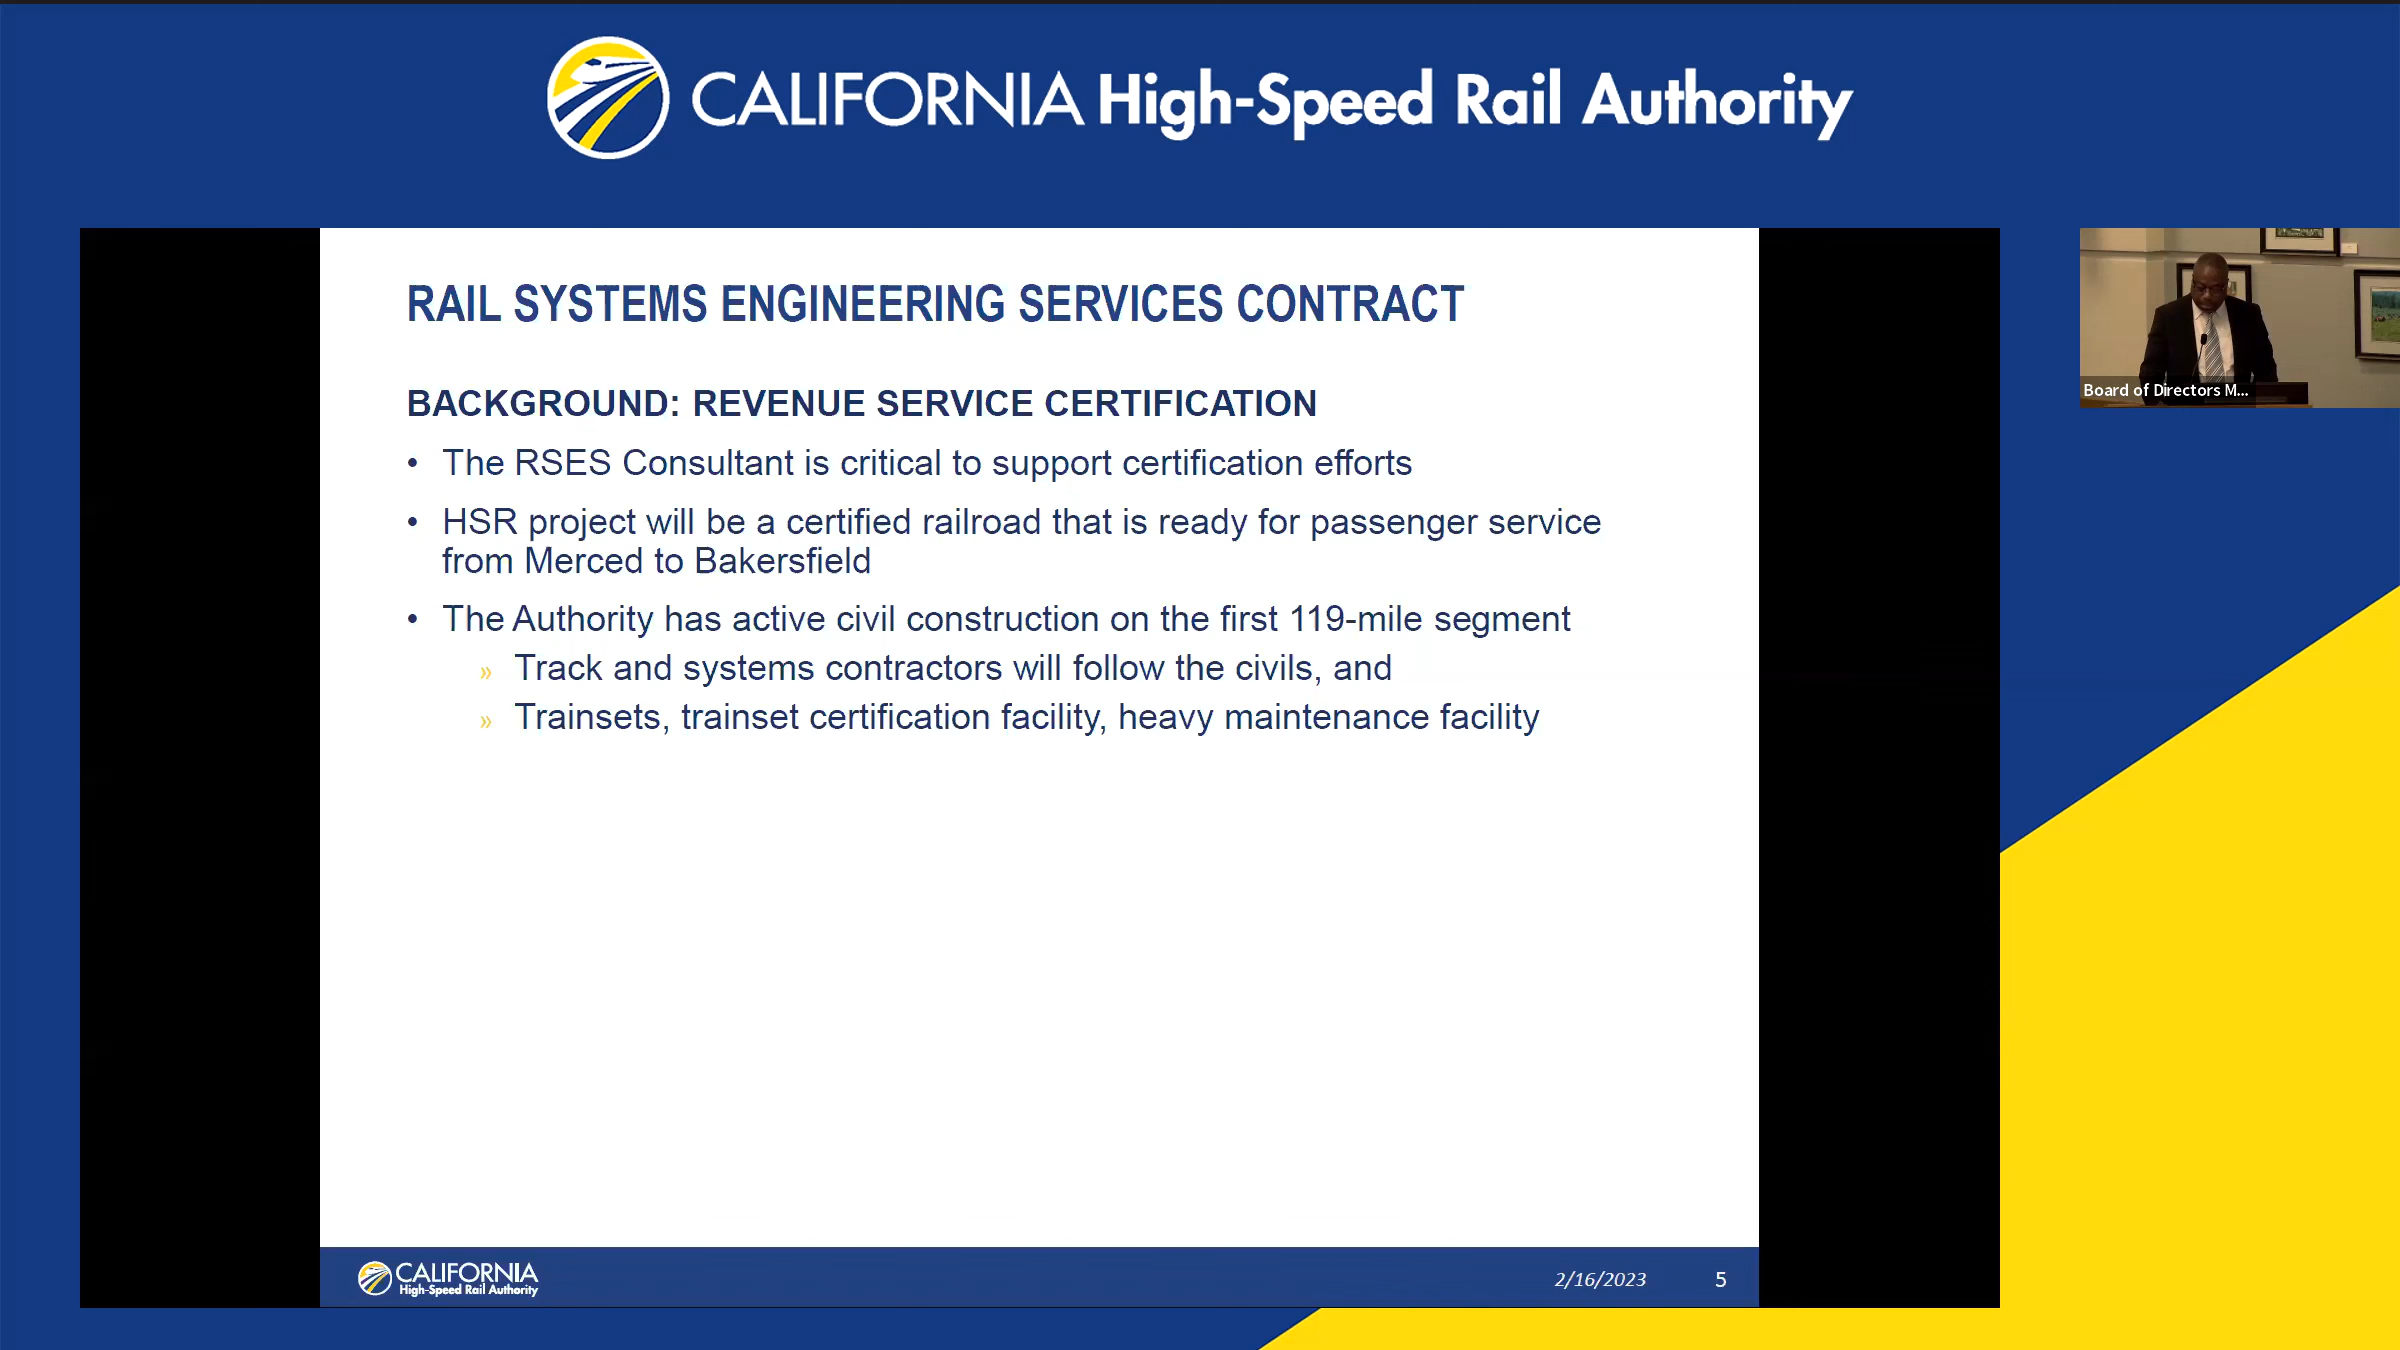 CALIFORNIA High-Speed Rail Authority
RAIL SYSTEMS ENGINEERING SERVICES CONTRACT
BACKGROUND: REVENUE SERVICE CERTIFICATION
• The RSES Consultant is critical to support certification efforts
• HSR project will be a certified railroad that is ready for passenger service
from Merced to Bakersfield
• The Authority has active civil construction on the first 119-mile segment
» Track and systems contractors will follow the civils, and
» Trainsets, trainset certification facility, heavy maintenance facility
Board of Directors M...
CALIFORNIA
High-Speed Rail Authority
2/16/2023 5